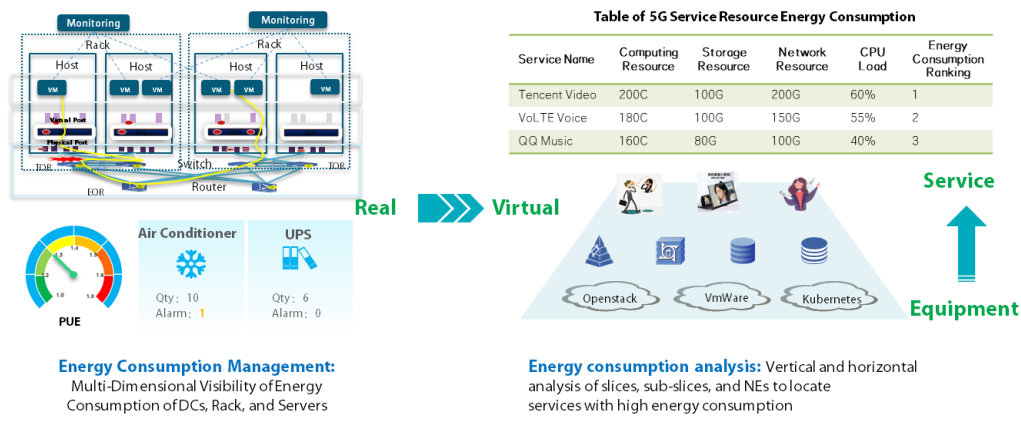 Monitoring
Monitoring
Rack
Rack
Host
Host
Host
Host
VM
VM
VM
VM
VM
VM
Virtual Port
Physical Port
TOR
Switch
TOR
EOR
Router
Real
Virtual
1.0
1.2
1.3
1.4
1.5
1.6
1.8
PUE
Air Conditioner
Qty: 10
Alarm: 1
UPS
Qty: 6
Alarm: 0
Energy Consumption Management:
Multi-Dimensional Visibility of Energy
Consumption of DCs, Rack, and Servers
Table of 5G Service Resource Energy Consumption
Service Name Computing Resource Storage Resource Network Resource CPU Load Energy Consumption Ranking
Tencent Video 200C 100G 200G 60% 1
VoLTE Voice 180C 100G 150G 55% 2
QQ Music 160C 80G 100G 40% 3
Service
Equipment
Openstack
VmWare
Kubernetes
Energy consumption analysis: Vertical and horizontal
analysis of slices, sub-slices, and NEs to locate
services with high energy consumption